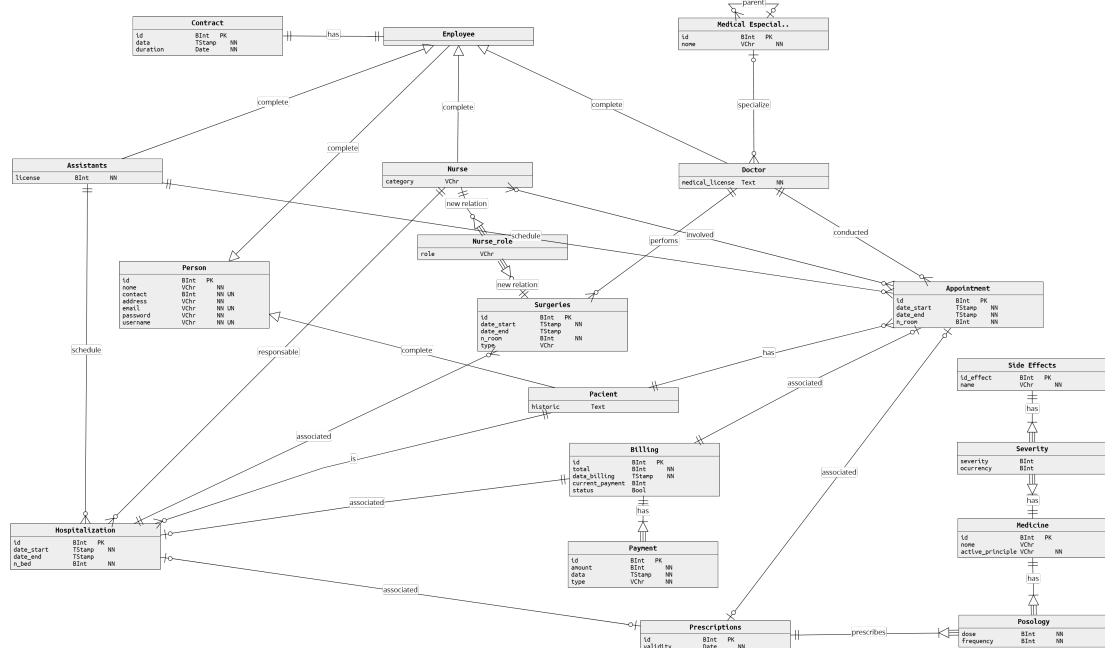 parent
Contract
id BInt PK
data TStamp NN
duration Date NN
has
Employee
Medical Especial..
id BInt PK
nome VChr NN
complete
complete
complete
complete
specialize
Assistants
license BInt NN
Nurse
category VChr
Doctor
medical_license Text NN
new relation
Nurse_role
role VChr
schedule
perfoms
involved
conducted
new relation
Person
id BInt PK
nome VChr NN
contact BInt NN UN
address VChr NN
email VChr NN UN
password VChr NN
username VChr NN UN
Surgeries
id BInt PK
date_start TStamp NN
date_end TStamp
n_room BInt NN
type VChr
Appointment
id BInt PK
date_start TStamp NN
date_end TStamp NN
n_room BInt NN
schedule
responsable
complete
has
associated
Pacient
historic Text
Side Effects
id_effect BInt PK
name VChr NN
has
associated
is
Billing
id BInt PK
total BInt NN
data_billing TStamp NN
current_payment BInt
status Bool
Severity
severity BInt
ocurrency BInt
associated
associated
has
has
Hospitalization
id BInt PK
date_start TStamp NN
date_end TStamp
n_bed BInt NN
Payment
id BInt PK
amount BInt NN
data TStamp NN
type VChr NN
Medicine
id BInt PK
nome VChr
active_principle VChr NN
has
associated
Prescriptions
id BInt PK
validity Date NN
prescribes
Posology
dose BInt NN
frequency BInt NN